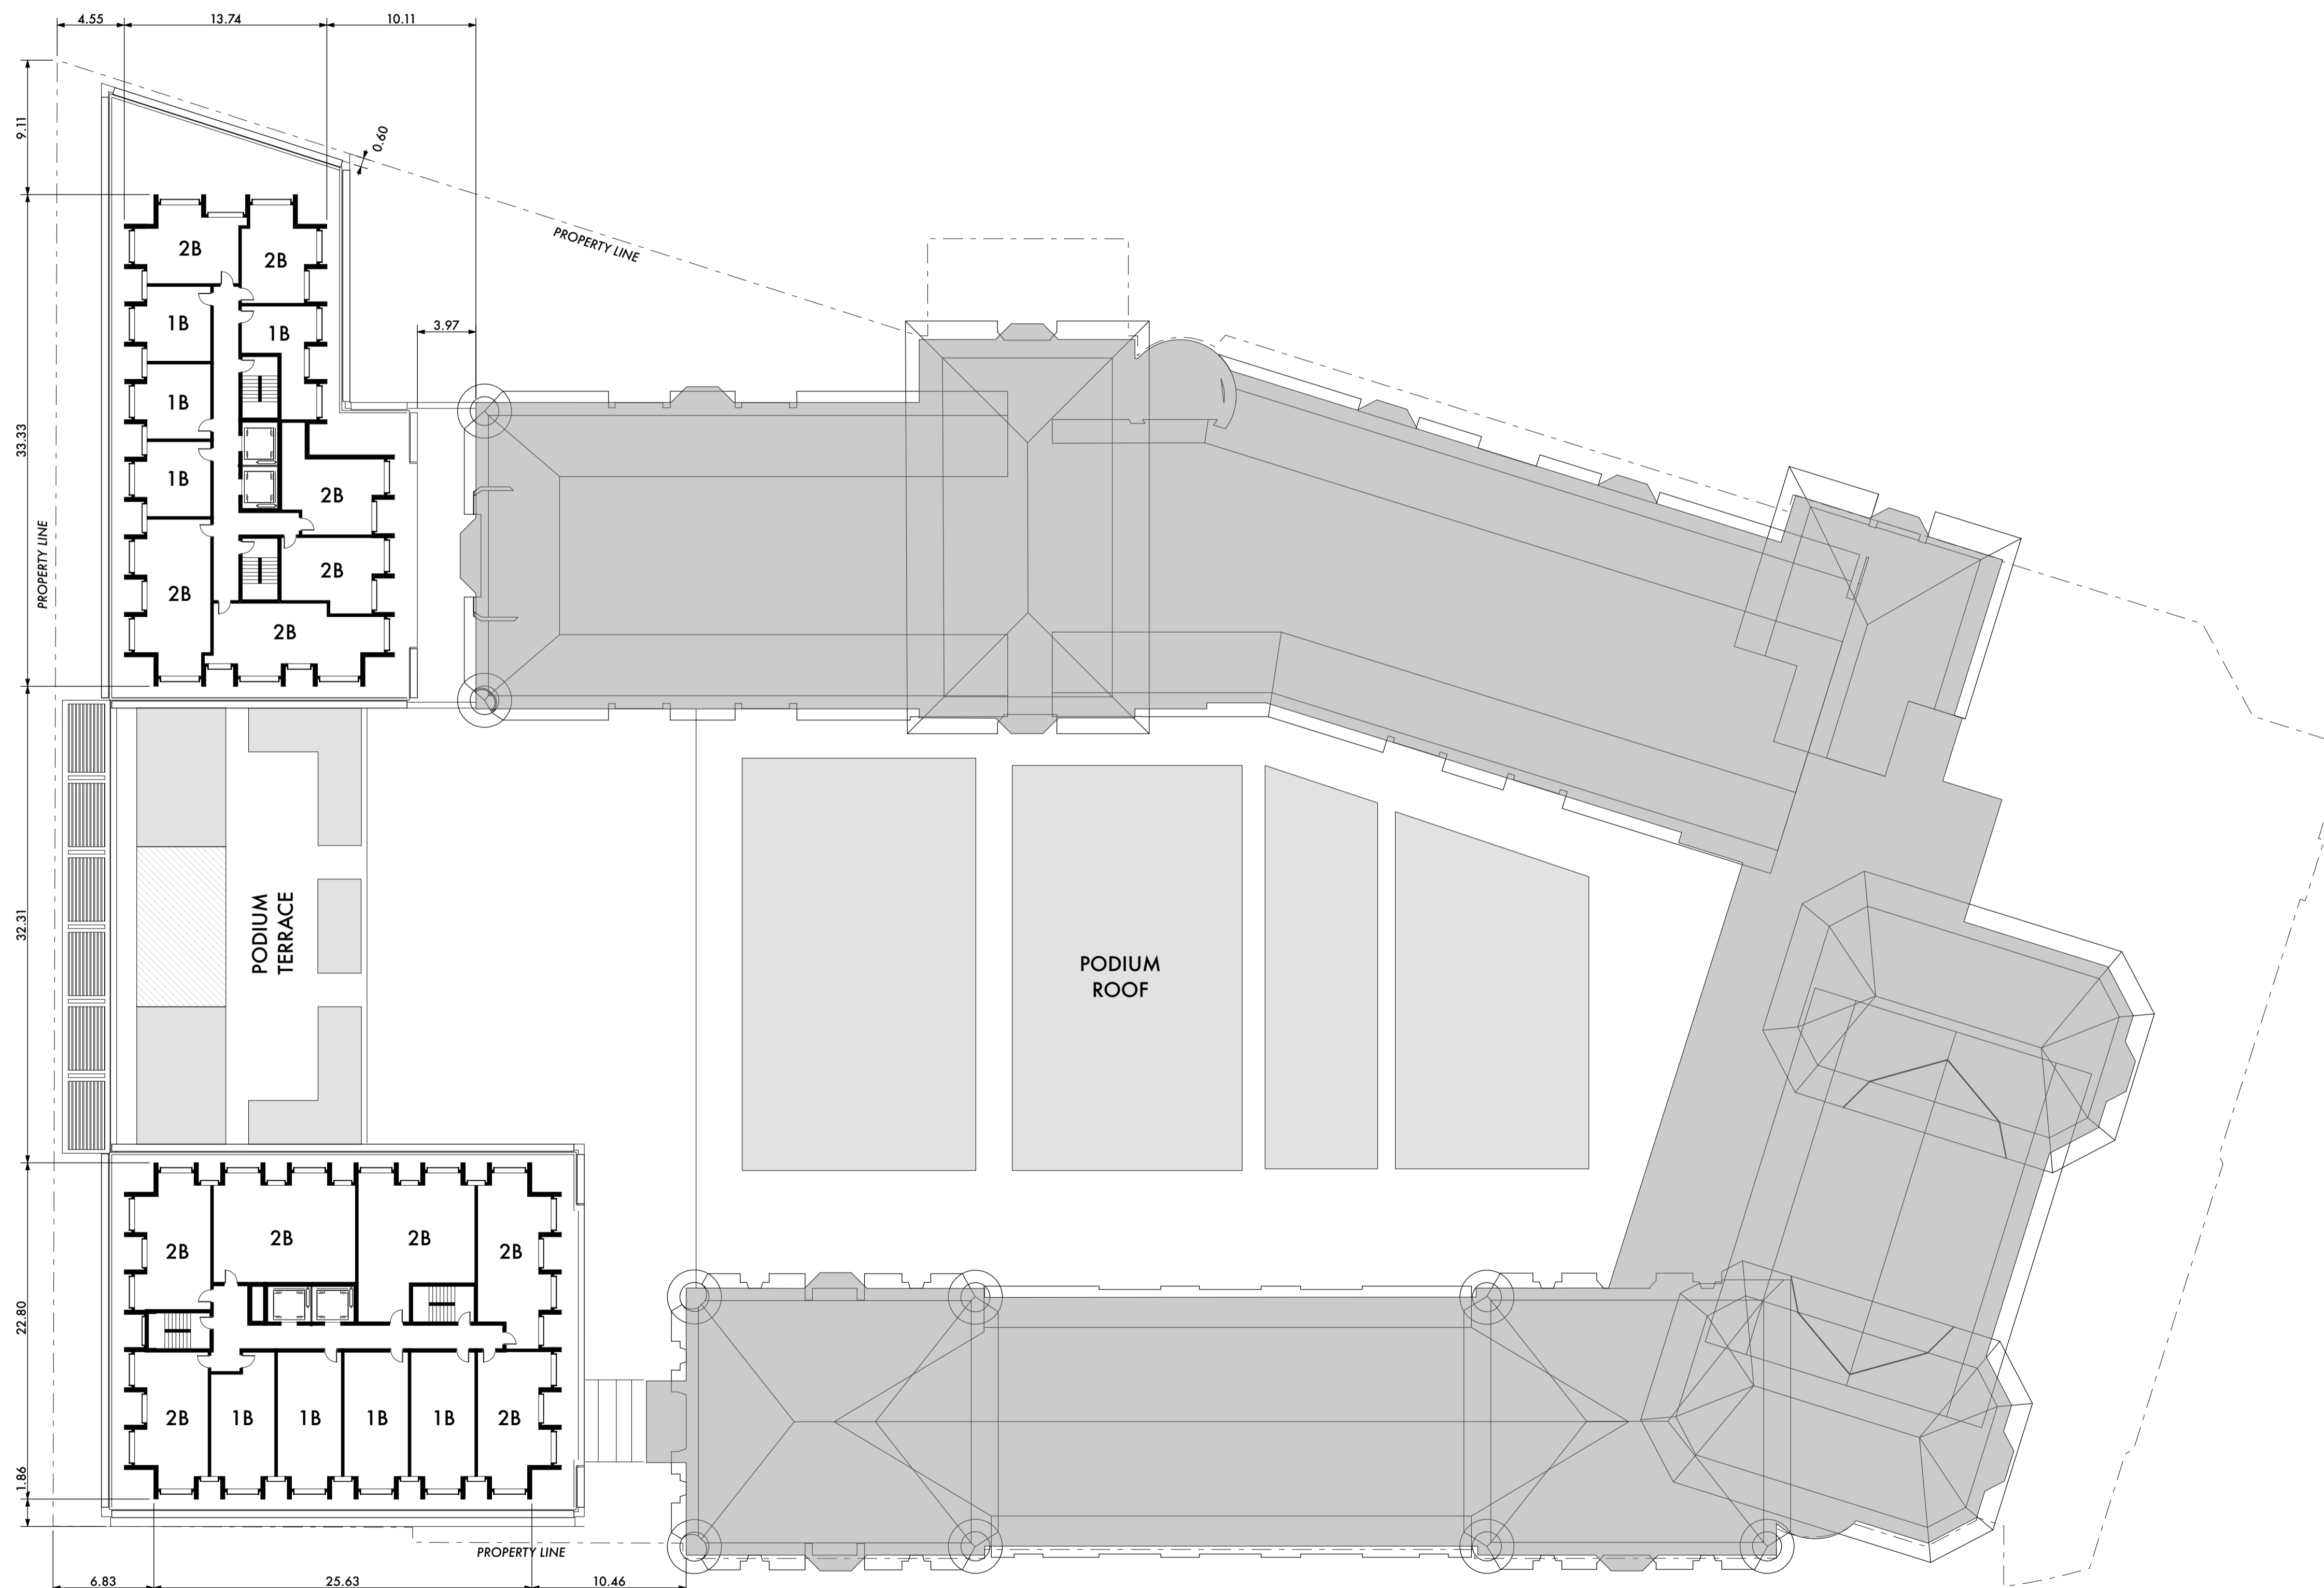 4.55
13.74
10.11
9.11
0.60
PROPERTY LINE
2B
2B
1B
1B
3.97
1B
33.33
1B
2B
PROPERTY LINE
2B
2B
2B
32.31
PODIUM
TERRACE
PODIUM
ROOF
2B
2B
2B
2B
22.80
2B
1B
1B
1B
1B
2B
1.86
PROPERTY LINE
6.83
25.63
10.46